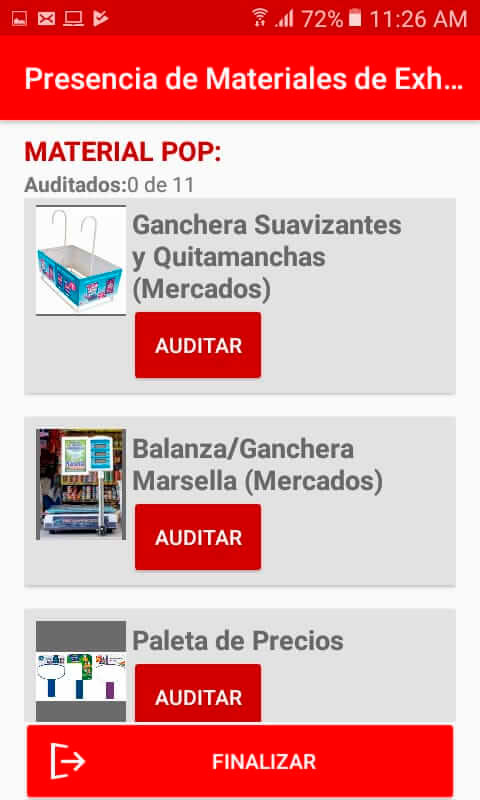 72% 11:26 AM
Presencia de Materiales de Exh...
MATERIAL POP:
Auditados:0 de 11
Ganchera Suavizantes
y Quitamanchas
(Mercados)
AUDITAR
Balanza/Ganchera
Marsella (Mercados)
AUDITAR
Paleta de Precios
AUDITAR
FINALIZAR